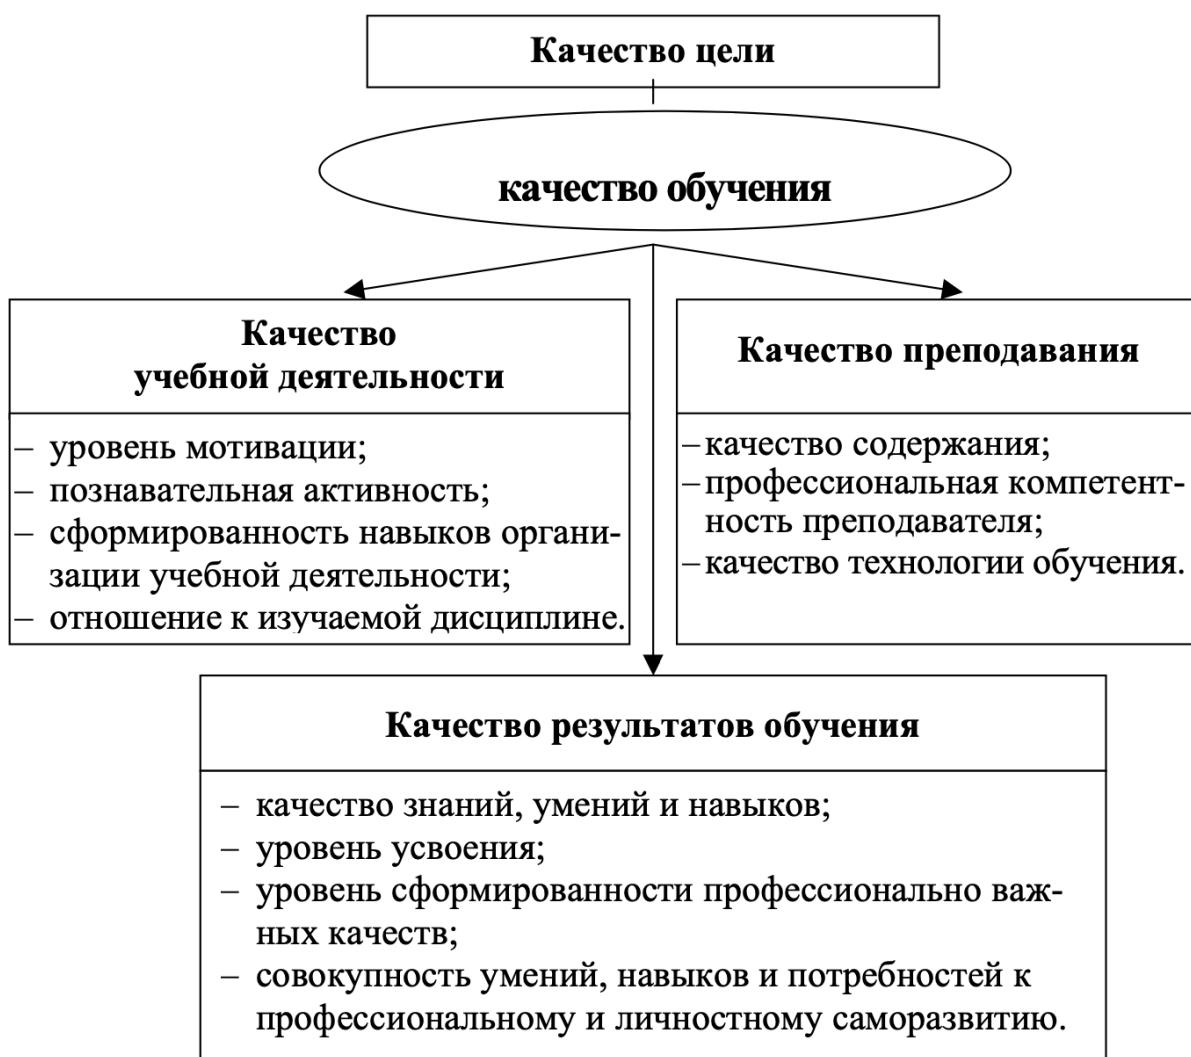 Качество цели
качество обучения
Качество
учебной деятельности
– уровень мотивации;
– познавательная активность;
– сформированность навыков органи-
зации учебной деятельности;
– отношение к изучаемой дисциплине.
Качество преподавания
– качество содержания;
– профессиональная компетент-
ность преподавателя;
– качество технологии обучения.
Качество результатов обучения
– качество знаний, умений и навыков;
– уровень усвоения;
– уровень сформированности профессионально важ-
ных качеств;
– совокупность умений, навыков и потребностей к
профессиональному и личностному саморазвитию.